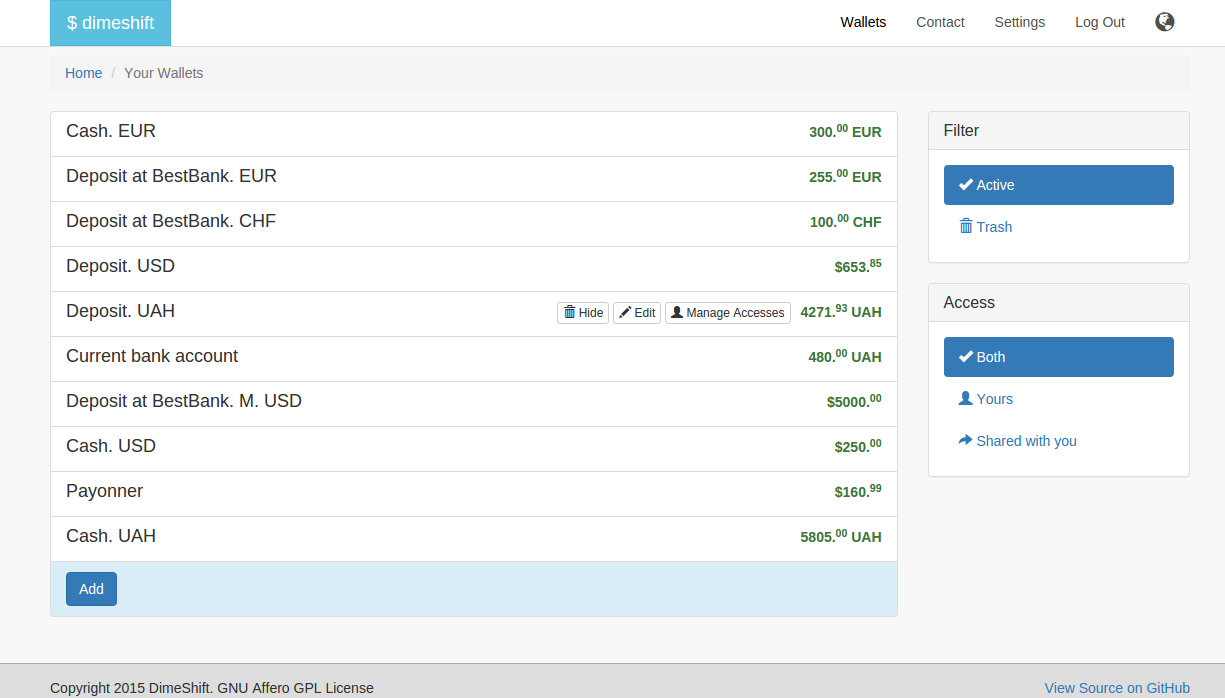 $ dimeshift
Wallets Contact Settings Log Out
Home / Your Wallets
Cash. EUR 300.00 EUR
Deposit at BestBank. EUR 255.00 EUR
Deposit at BestBank. CHF 100.00 CHF
Deposit. USD $653.85
Deposit. UAH Hide Edit Manage Accesses 4271.93 UAH
Current bank account 480.00 UAH
Deposit at BestBank. M. USD $5000.00
Cash. USD $250.00
Payonner $160.99
Cash. UAH 5805.00 UAH
Add
Filter
Active
Trash
Access
Both
Yours
Shared with you
Copyright 2015 DimeShift. GNU Affero GPL License
View Source on GitHub